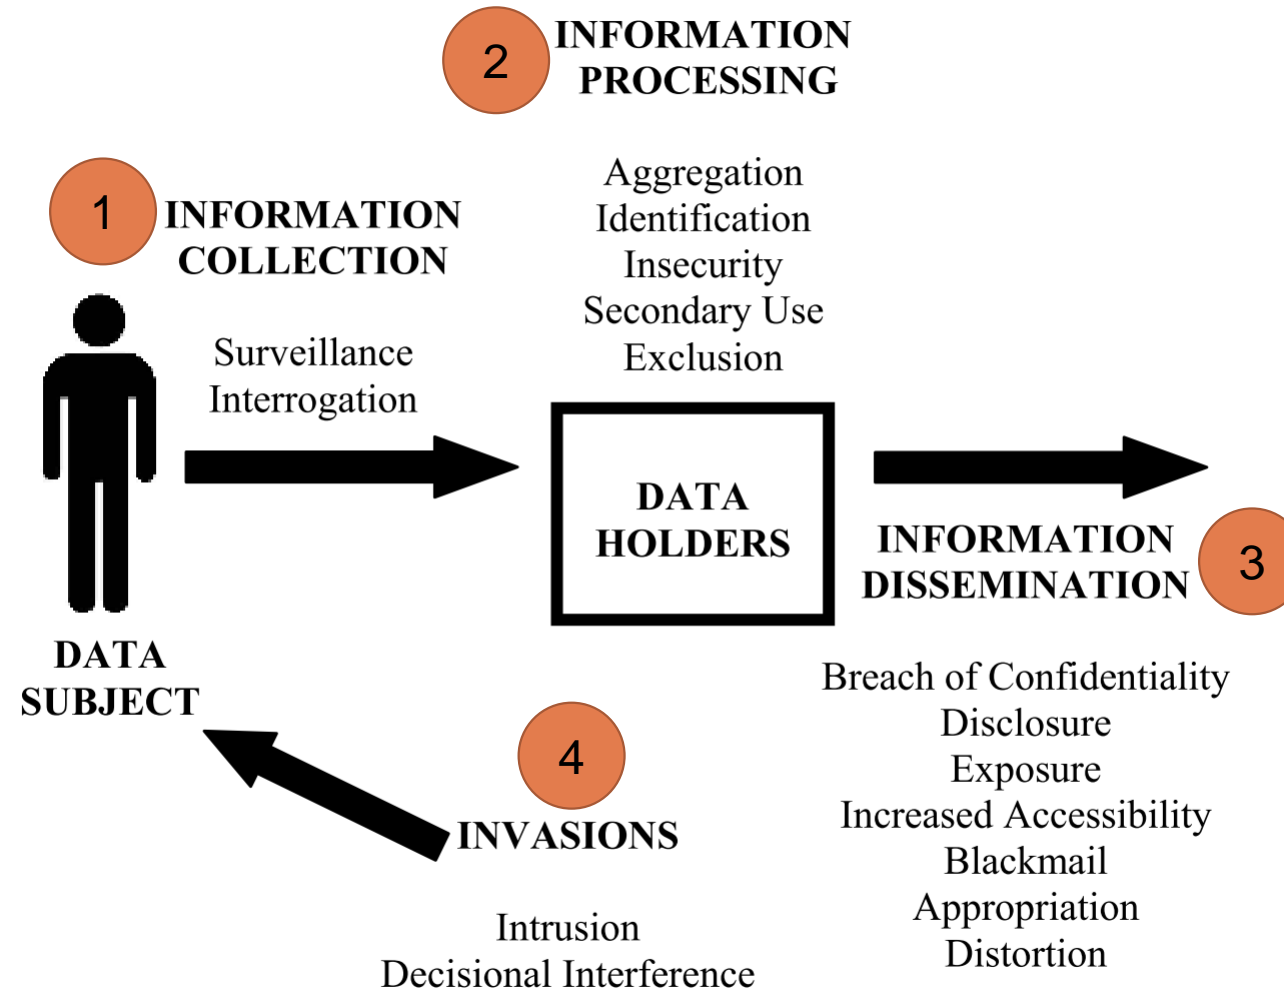 1
INFORMATION
COLLECTION
Surveillance
Interrogation
DATA
SUBJECT
2
INFORMATION
PROCESSING
Aggregation
Identification
Insecurity
Secondary Use
Exclusion
DATA
HOLDERS
3
INFORMATION
DISSEMINATION
Breach of Confidentiality
Disclosure
Exposure
Increased Accessibility
Blackmail
Appropriation
Distortion
4
INVASIONS
Intrusion
Decisional Interference